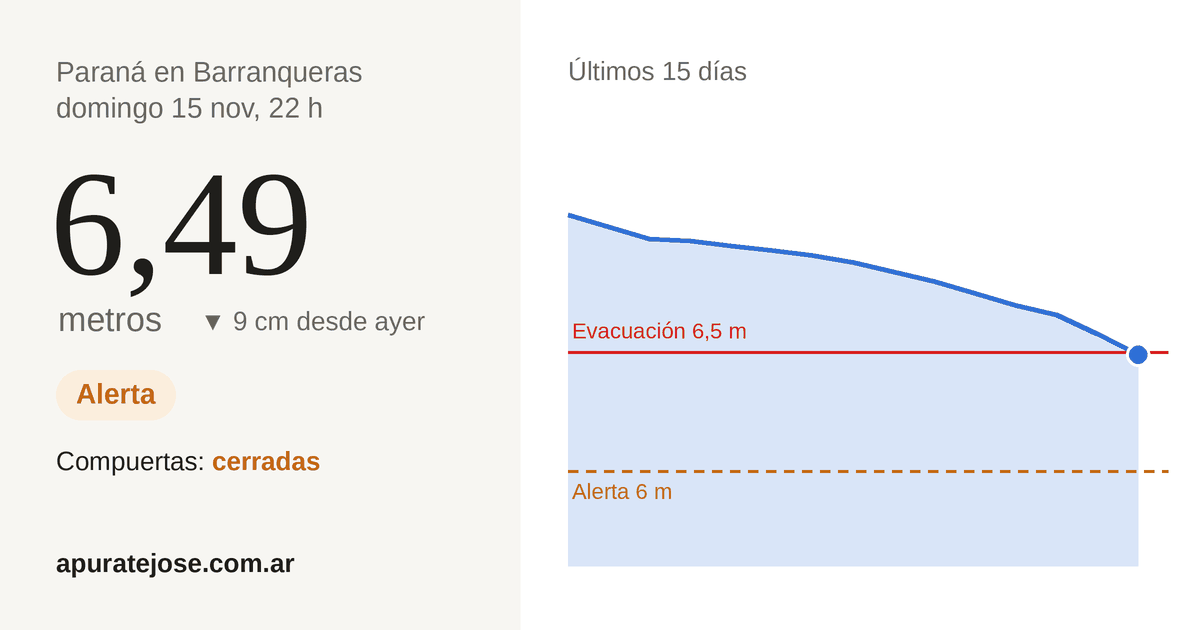 Paraná en Barranqueras
domingo 15 nov, 22 h
6,49
metros ▼ 9 cm desde ayer
Alerta
Compuertas: cerradas
apuratejose.com.ar
Últimos 15 días
Evacuación 6,5 m
Alerta 6 m